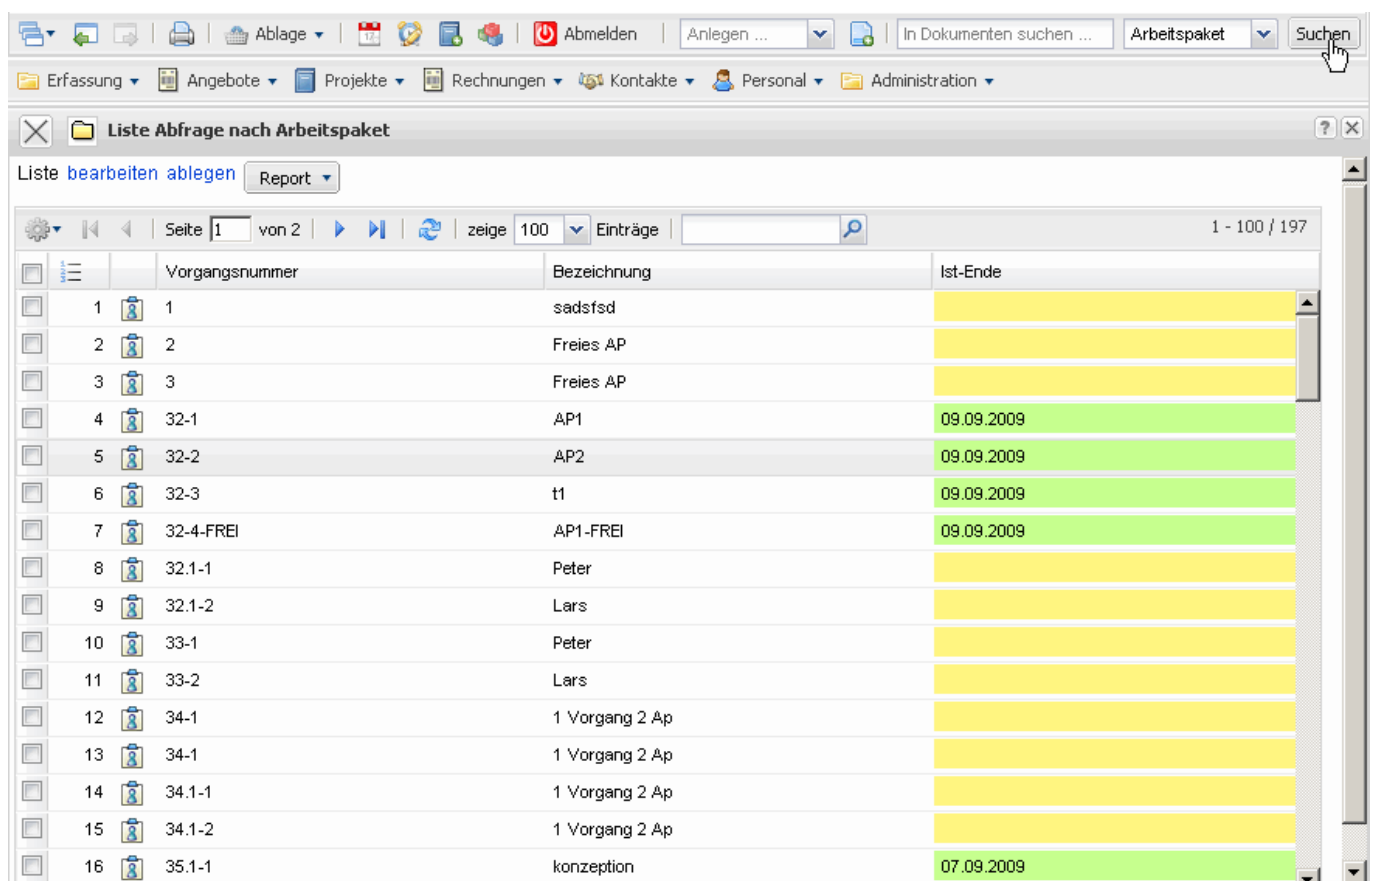 Ablage Abmelden Anlegen ... In Dokumenten suchen ... Arbeitspaket Suchen
Erfassung Angebote Projekte Rechnungen Kontakte Personal Administration
Liste Abfrage nach Arbeitspaket
Liste bearbeiten ablegen Report
Seite 1 von 2 zeige 100 Einträge 1 - 100 / 197
Vorgangsnummer Bezeichnung Ist-Ende
1 1 sadsfsd
2 2 Freies AP
3 3 Freies AP
4 32-1 AP1 09.09.2009
5 32-2 AP2 09.09.2009
6 32-3 t1 09.09.2009
7 32-4-FREI AP1-FREI 09.09.2009
8 32.1-1 Peter
9 32.1-2 Lars
10 33-1 Peter
11 33-2 Lars
12 34-1 1 Vorgang 2 Ap
13 34-1 1 Vorgang 2 Ap
14 34.1-1 1 Vorgang 2 Ap
15 34.1-2 1 Vorgang 2 Ap
16 35.1-1 konzeption 07.09.2009